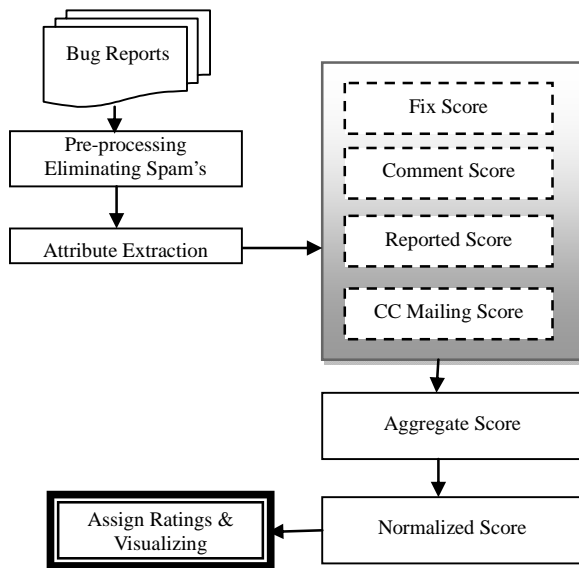 Bug Reports
Pre-processing
Eliminating Spam's
Attribute Extraction
Fix Score
Comment Score
Reported Score
CC Mailing Score
Aggregate Score
Normalized Score
Assign Ratings &
Visualizing